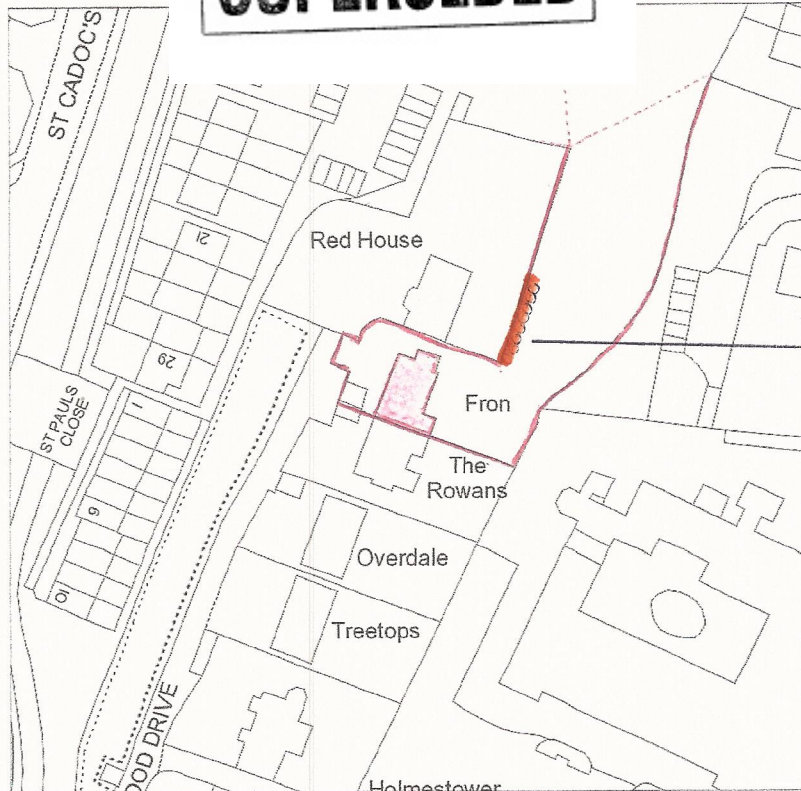 SUPERSEDED
ST CADOC'S
Red House
21
29
ST PAULS
CLOSE
1
6
10
Fron
The
Rowans
Overdale
Treetops
OOD DRIVE
Holmestower